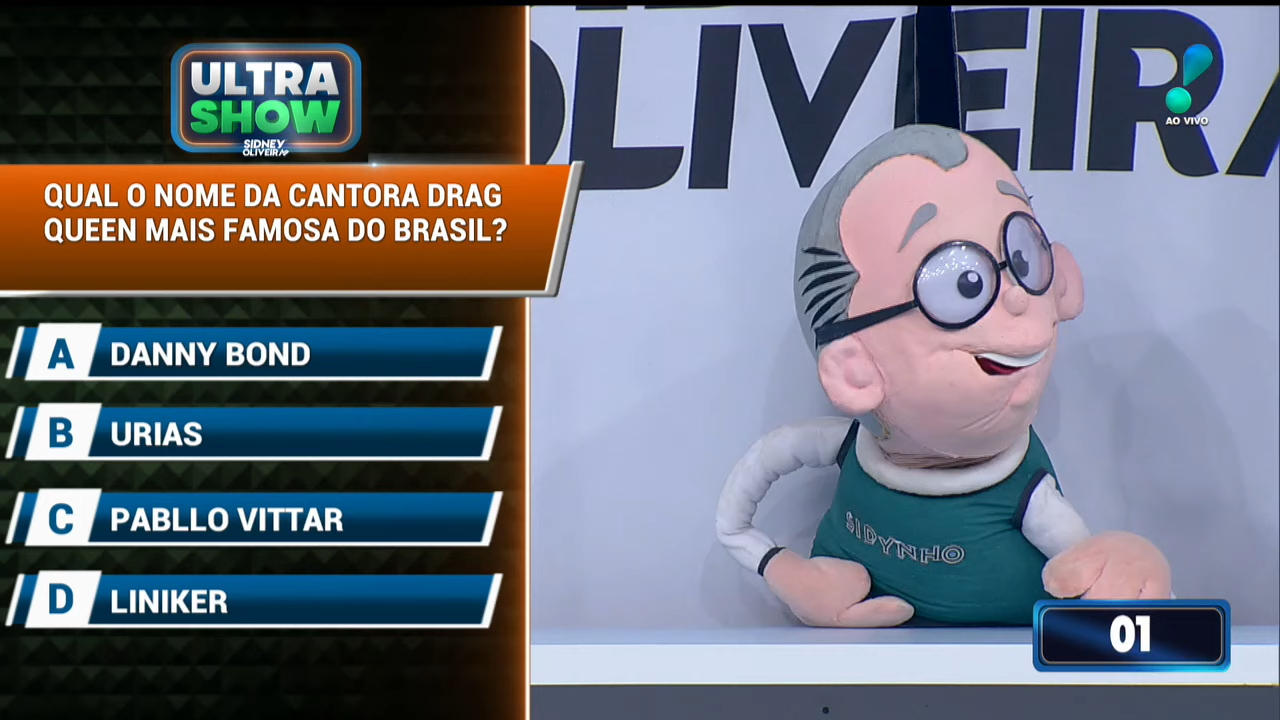 ULTRA
SHOW
SIDNEY
OLIVEIRA
QUAL O NOME DA CANTORA DRAG
QUEEN MAIS FAMOSA DO BRASIL?
A DANNY BOND
B URIAS
C PABLLO VITTAR
D LINIKER
OLIVEIRA
AO VIVO
SIDYNHO
01